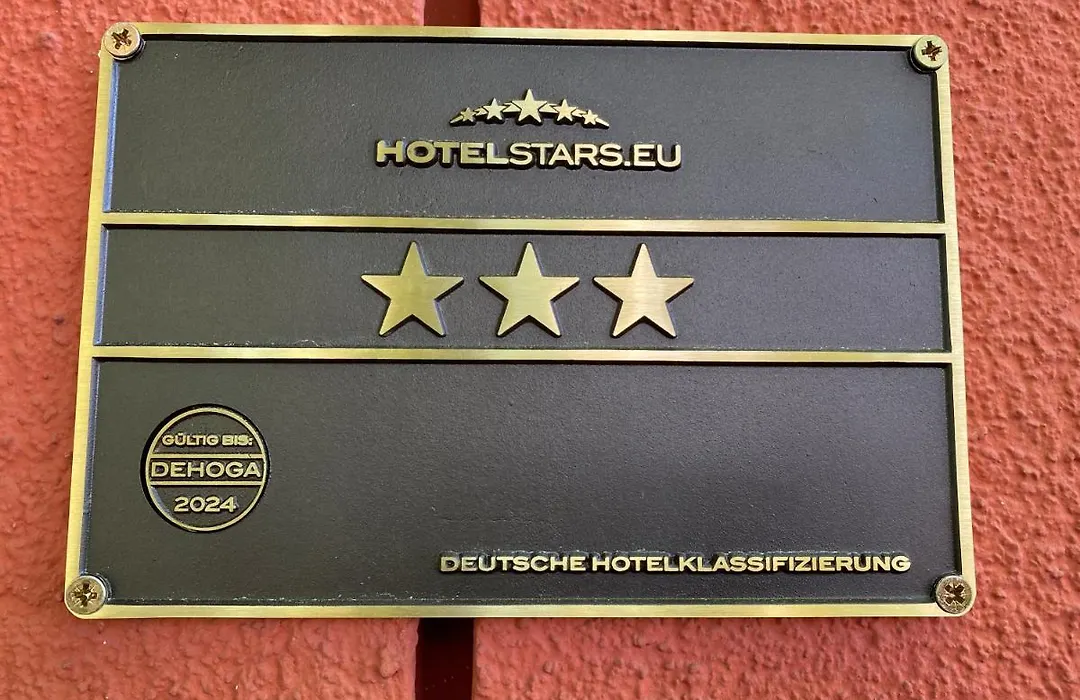 HOTELSTARS.EU
GÜLTIG BIS:
DEHOGA
2024
DEUTSCHE HOTELKLASSIFIZIERUNG